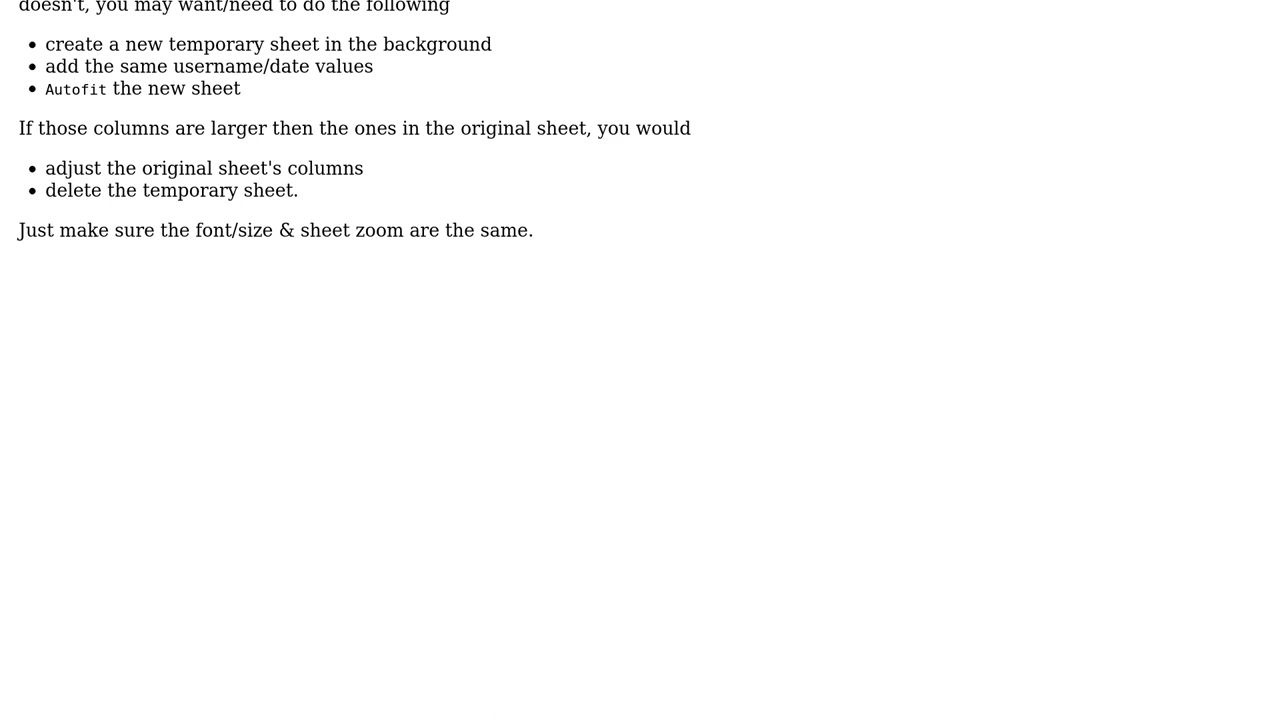 doesn't, you may want/need to do the following
• create a new temporary sheet in the background
• add the same username/date values
• Autofit the new sheet
If those columns are larger then the ones in the original sheet, you would
• adjust the original sheet's columns
• delete the temporary sheet.
Just make sure the font/size & sheet zoom are the same.